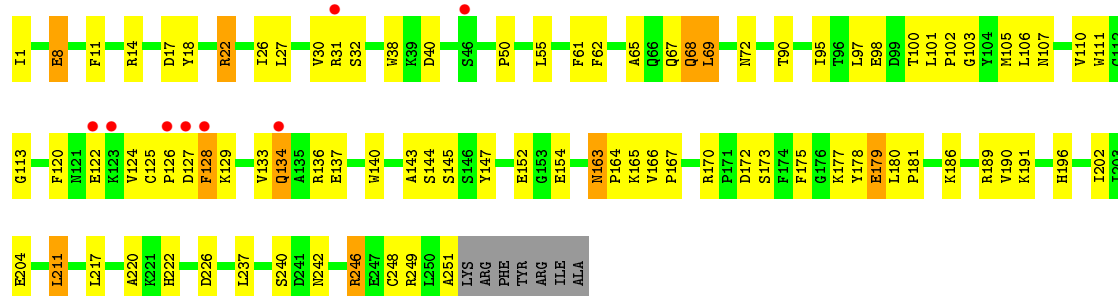 I1 E8 F11 R14 D17 Y18 R22 I26 L27 V30 R31 S32 W38 K39 D40 S46 P50 L55 F61 F62 A65 Q66 Q67 Q68 L69 N72 T90 I95 T96 L97 E98 D99 T100 L101 P102 G103 Y104 M105 L106 N107 V110 W111 G112
G113 F120 N121 E122 K123 V124 C125 P126 D127 F128 K129 V133 Q134 A135 R136 E137 W140 A143 S144 S145 S146 Y147 E152 G153 E154 N163 P164 K165 V166 P167 R170 P171 D172 S173 F174 F175 G176 K177 Y178 E179 L180 P181 K186 R189 V190 K191 H196 I202 I203
E204 L211 L217 A220 K221 H222 D226 L237 S240 D241 N242 R246 E247 C248 R249 L250 A251 LYS ARG PHE TYR ARG ILE ALA